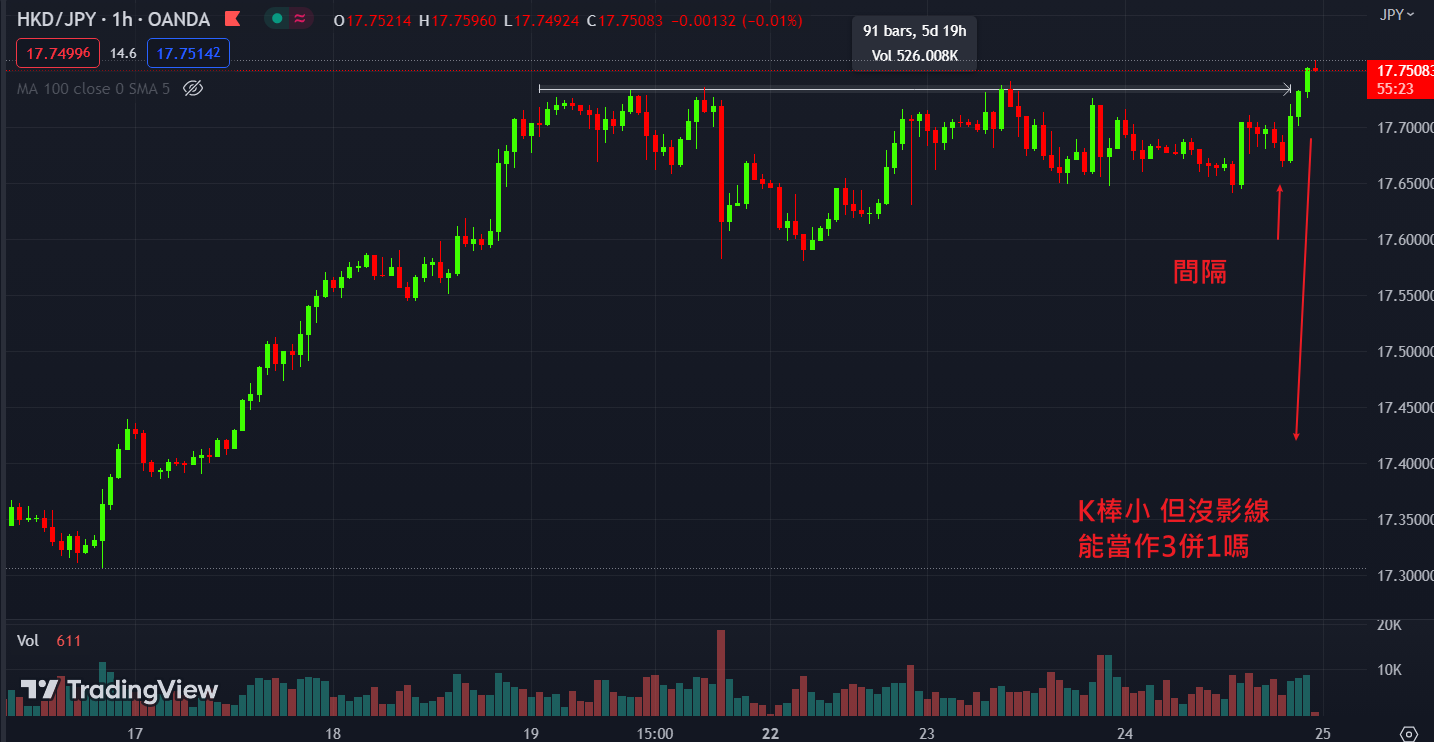 HKD/JPY · 1h · OANDA
O17.75214 H17.75960 L17.74924 C17.75083 −0.00132 (−0.01%)
JPY
17.74996 14.6 17.75142
MA 100 close 0 SMA 5
91 bars, 5d 19h
Vol 526.008K
17.75083
55:23
17.70000
17.65000
17.60000
間隔
17.55000
17.50000
17.45000
17.40000
K棒小 但沒影線
能當作3併1嗎
17.35000
17.30000
Vol 611
20K
10K
TradingView
17 18 19 15:00 22 23 24 25